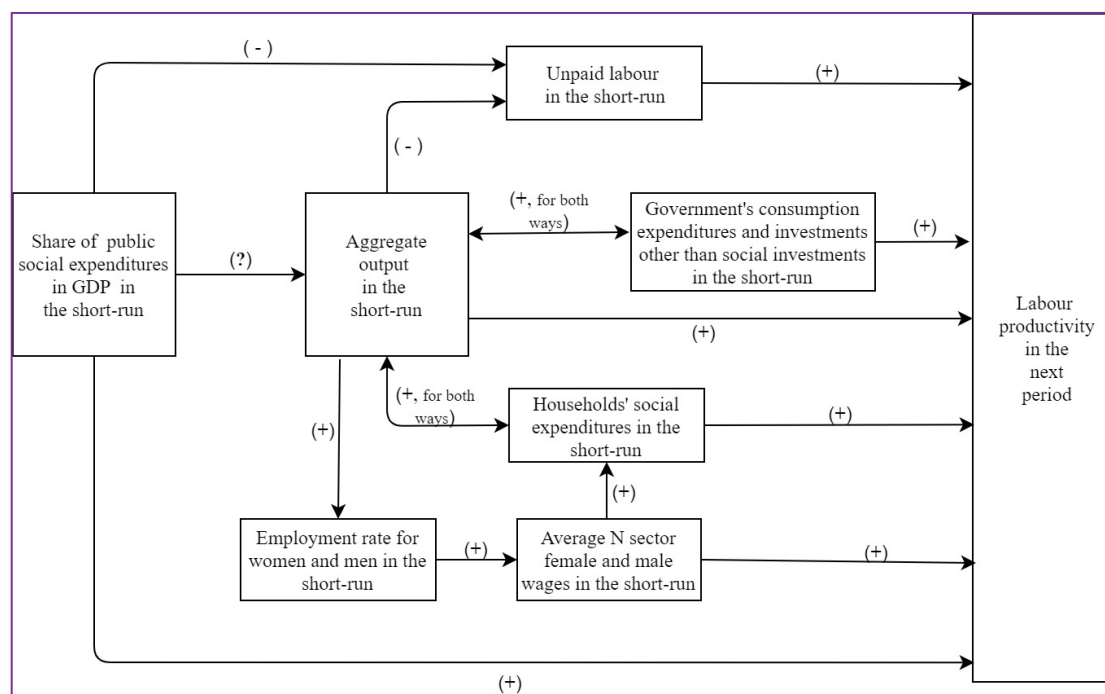 ( - )
Unpaid labour
in the short-run
(+)
( - )
Share of public
social expenditures
in GDP in
the short-run
(?)
Aggregate
output
in the
short-run
(+, for both
ways)
Government's consumption
expenditures and investments
other than social investments
in the short-run
(+)
(+)
Labour
productivity
in the
next
period
(+, for both
ways)
Households' social
expenditures in the
short-run
(+)
(+)
(+)
Employment rate for
women and men in the
short-run
(+)
Average N sector
female and male
wages in the short-run
(+)
(+)